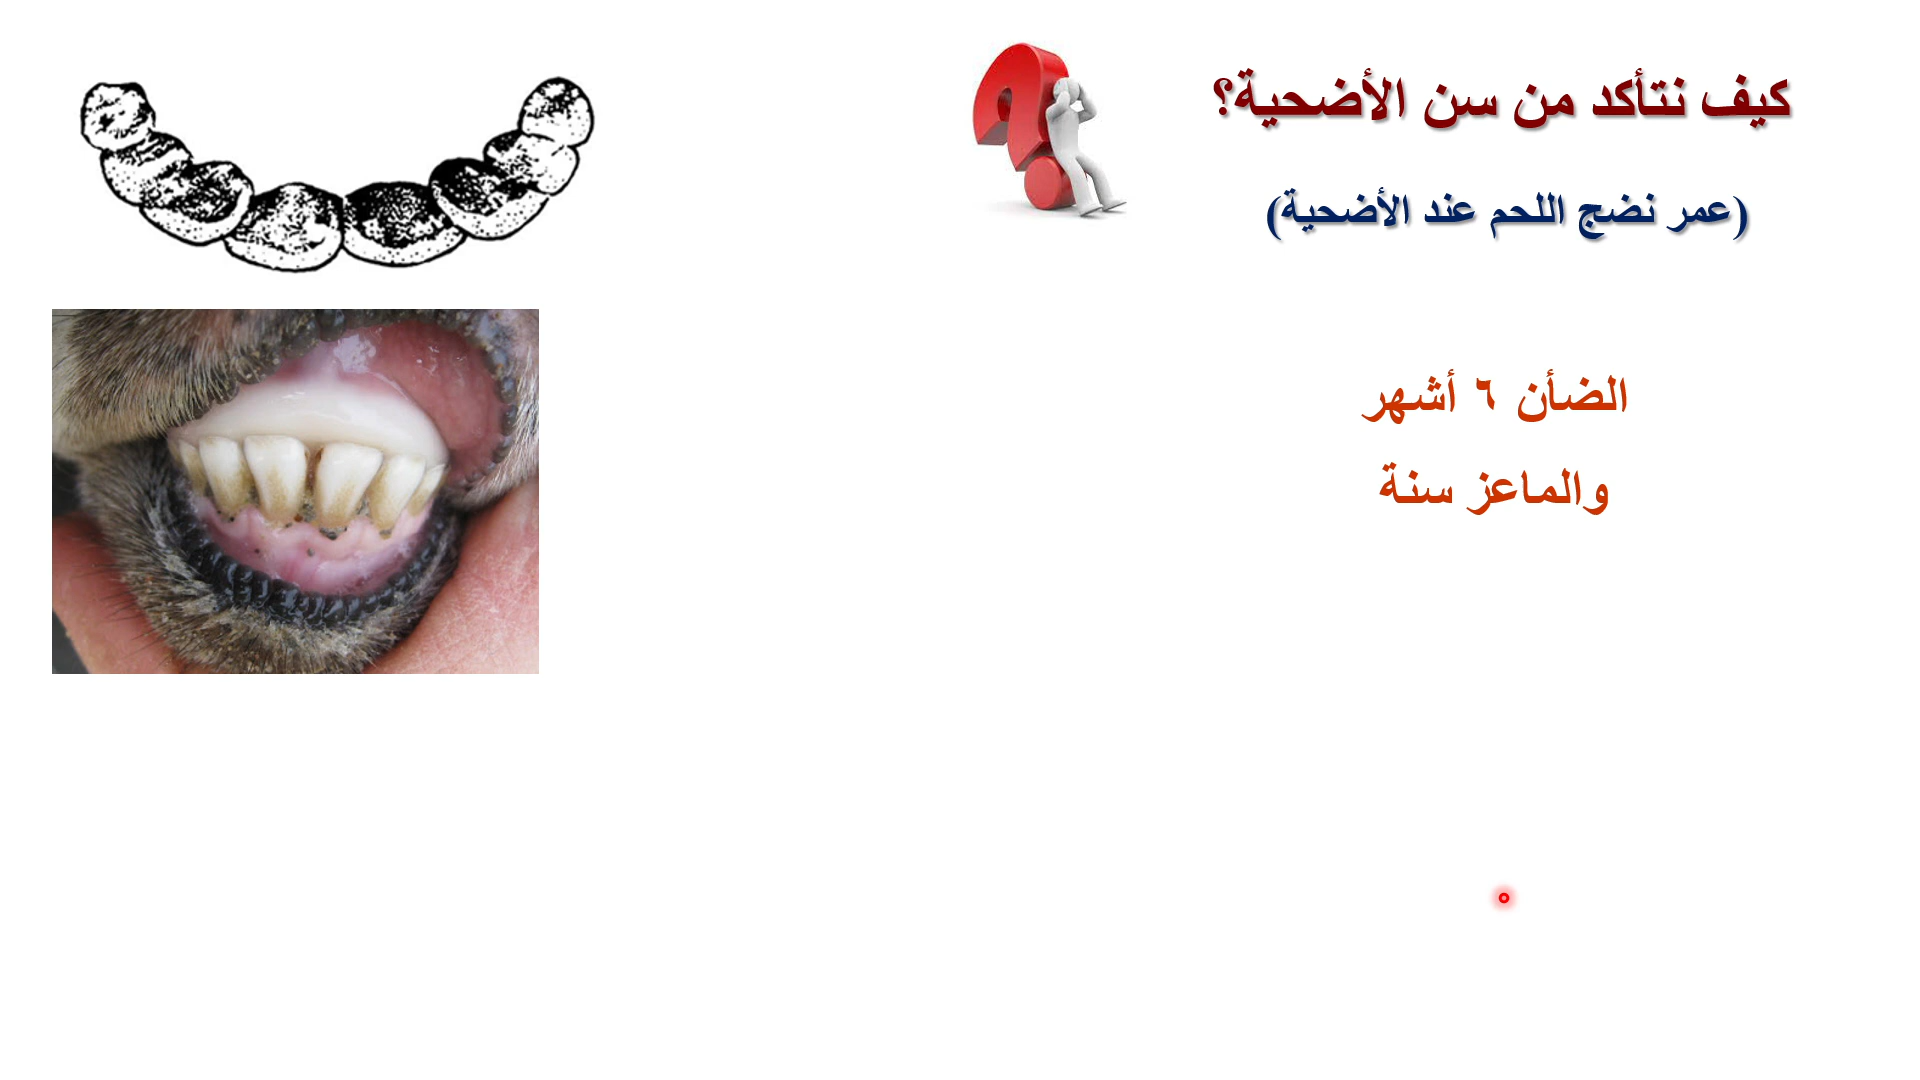 كيف نتأكد من سن الأضحية؟
(عمر نضج اللحم عند الأضحية)
الضأن ٦ أشهر
والماعز سنة